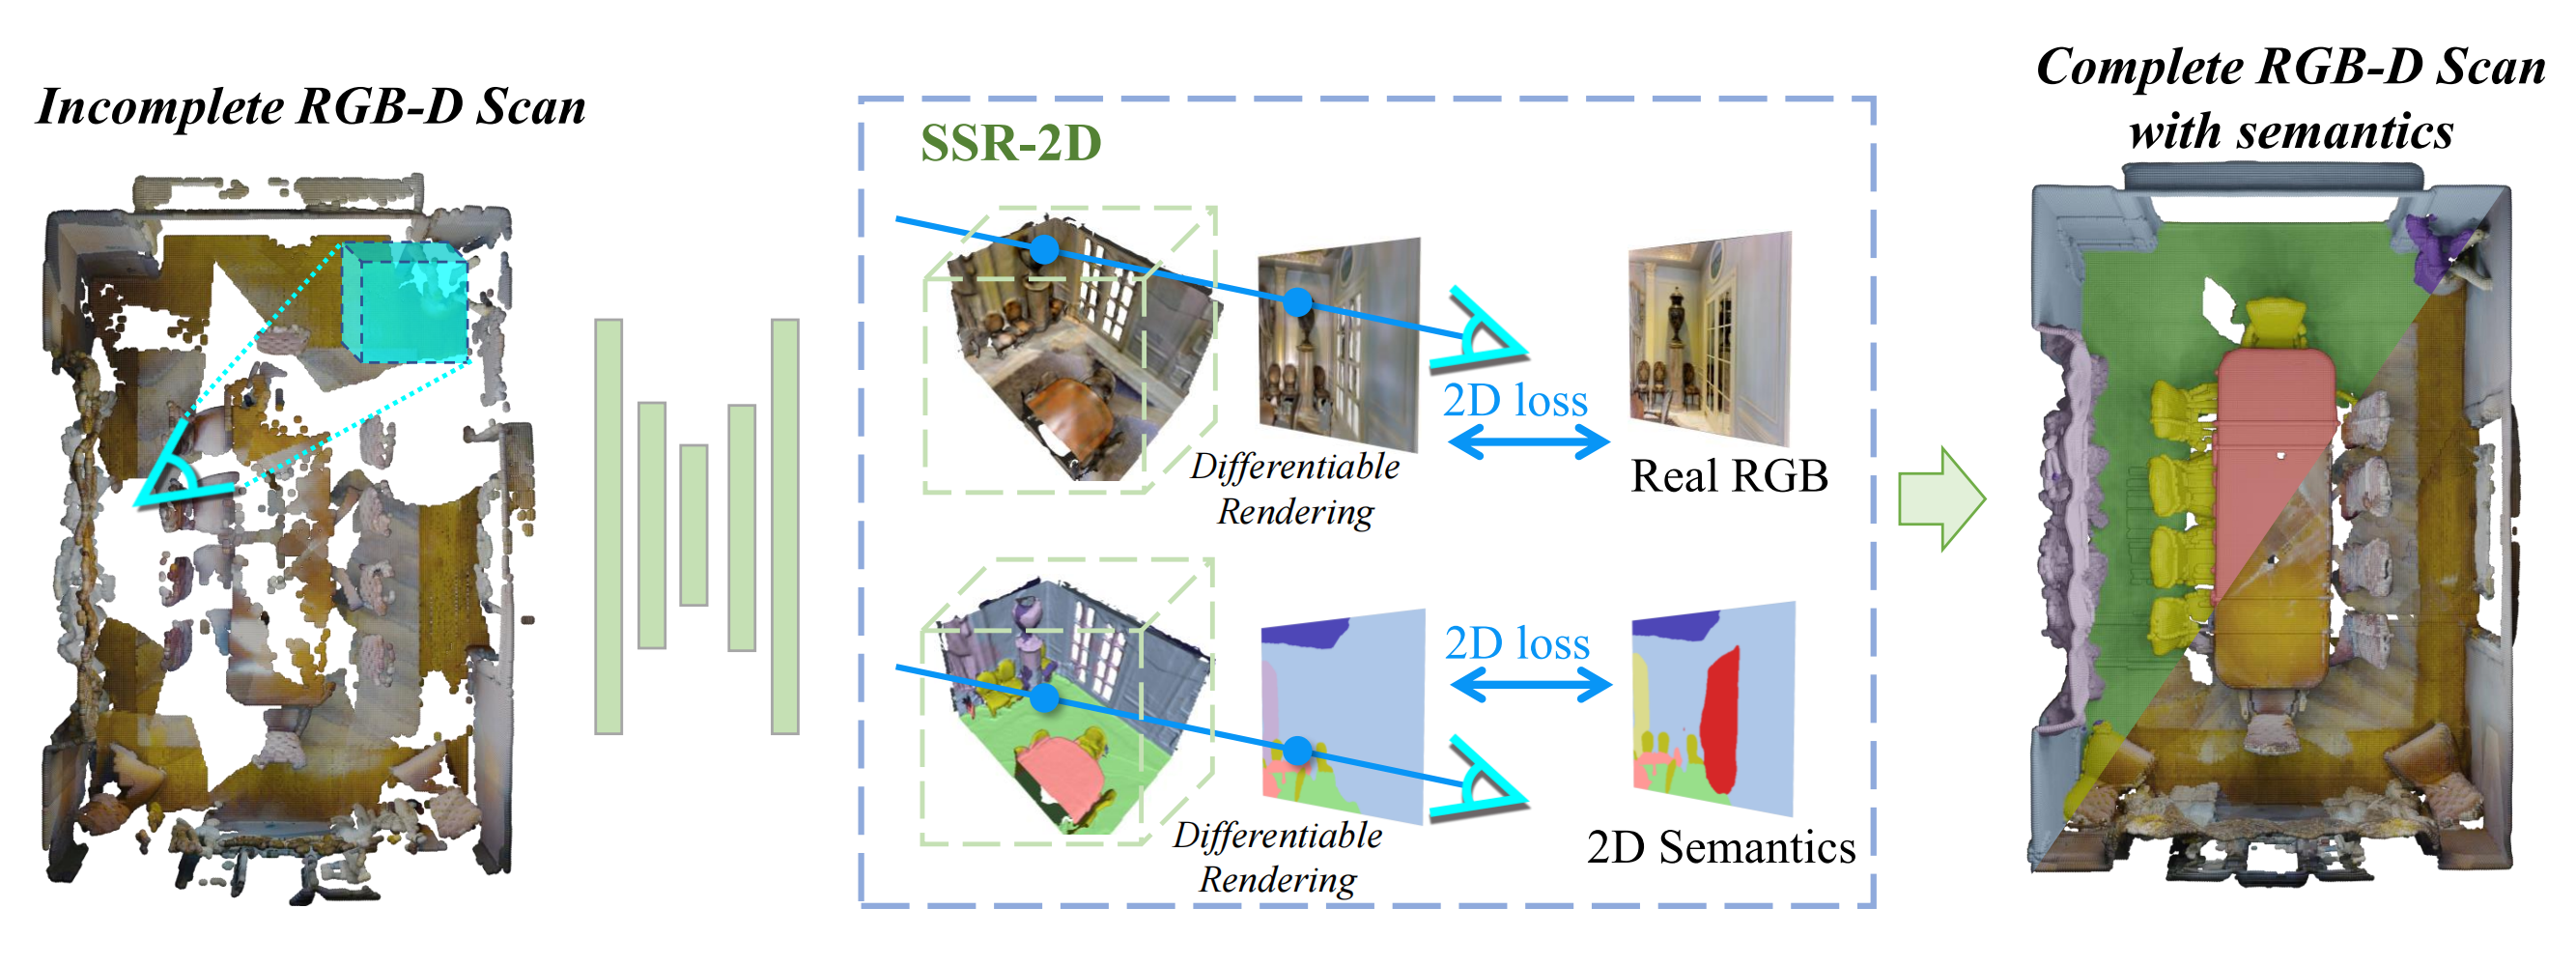 Incomplete RGB-D Scan
SSR-2D
Differentiable
Rendering
2D loss
Real RGB
Differentiable
Rendering
2D loss
2D Semantics
Complete RGB-D Scan
with semantics